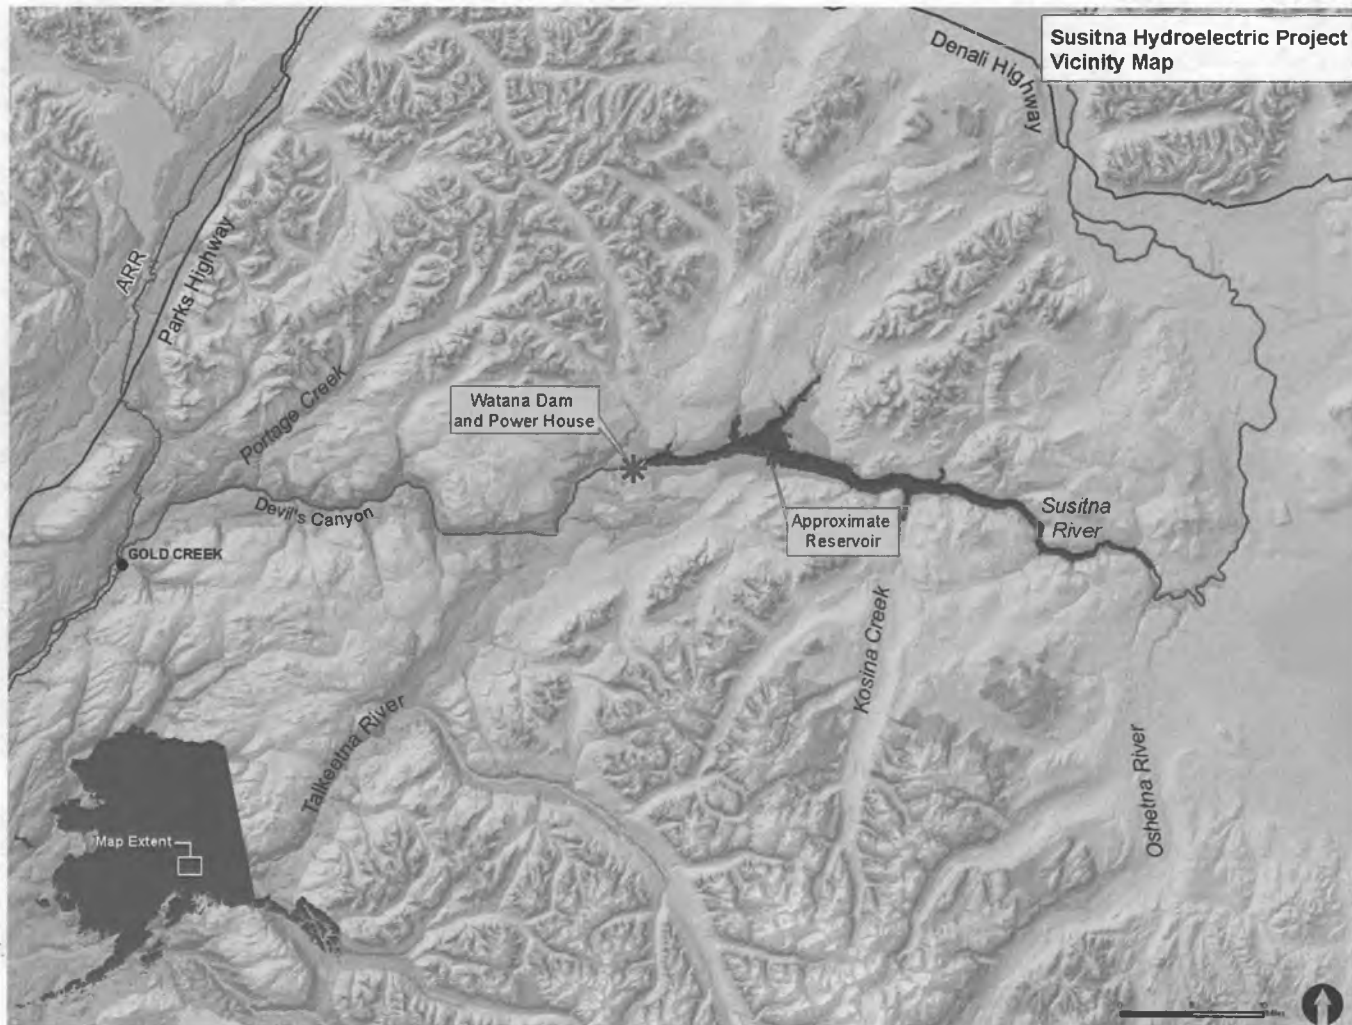 Susitna Hydroelectric Project
Vicinity Map
Denali Highway
ARR
Parks Highway
Portage Creek
Watana Dam
and Power House
Devil's Canyon
Approximate
Reservoir
Susitna
River
GOLD CREEK
Kosina Creek
Talkeetna River
Oshetna River
Map Extent